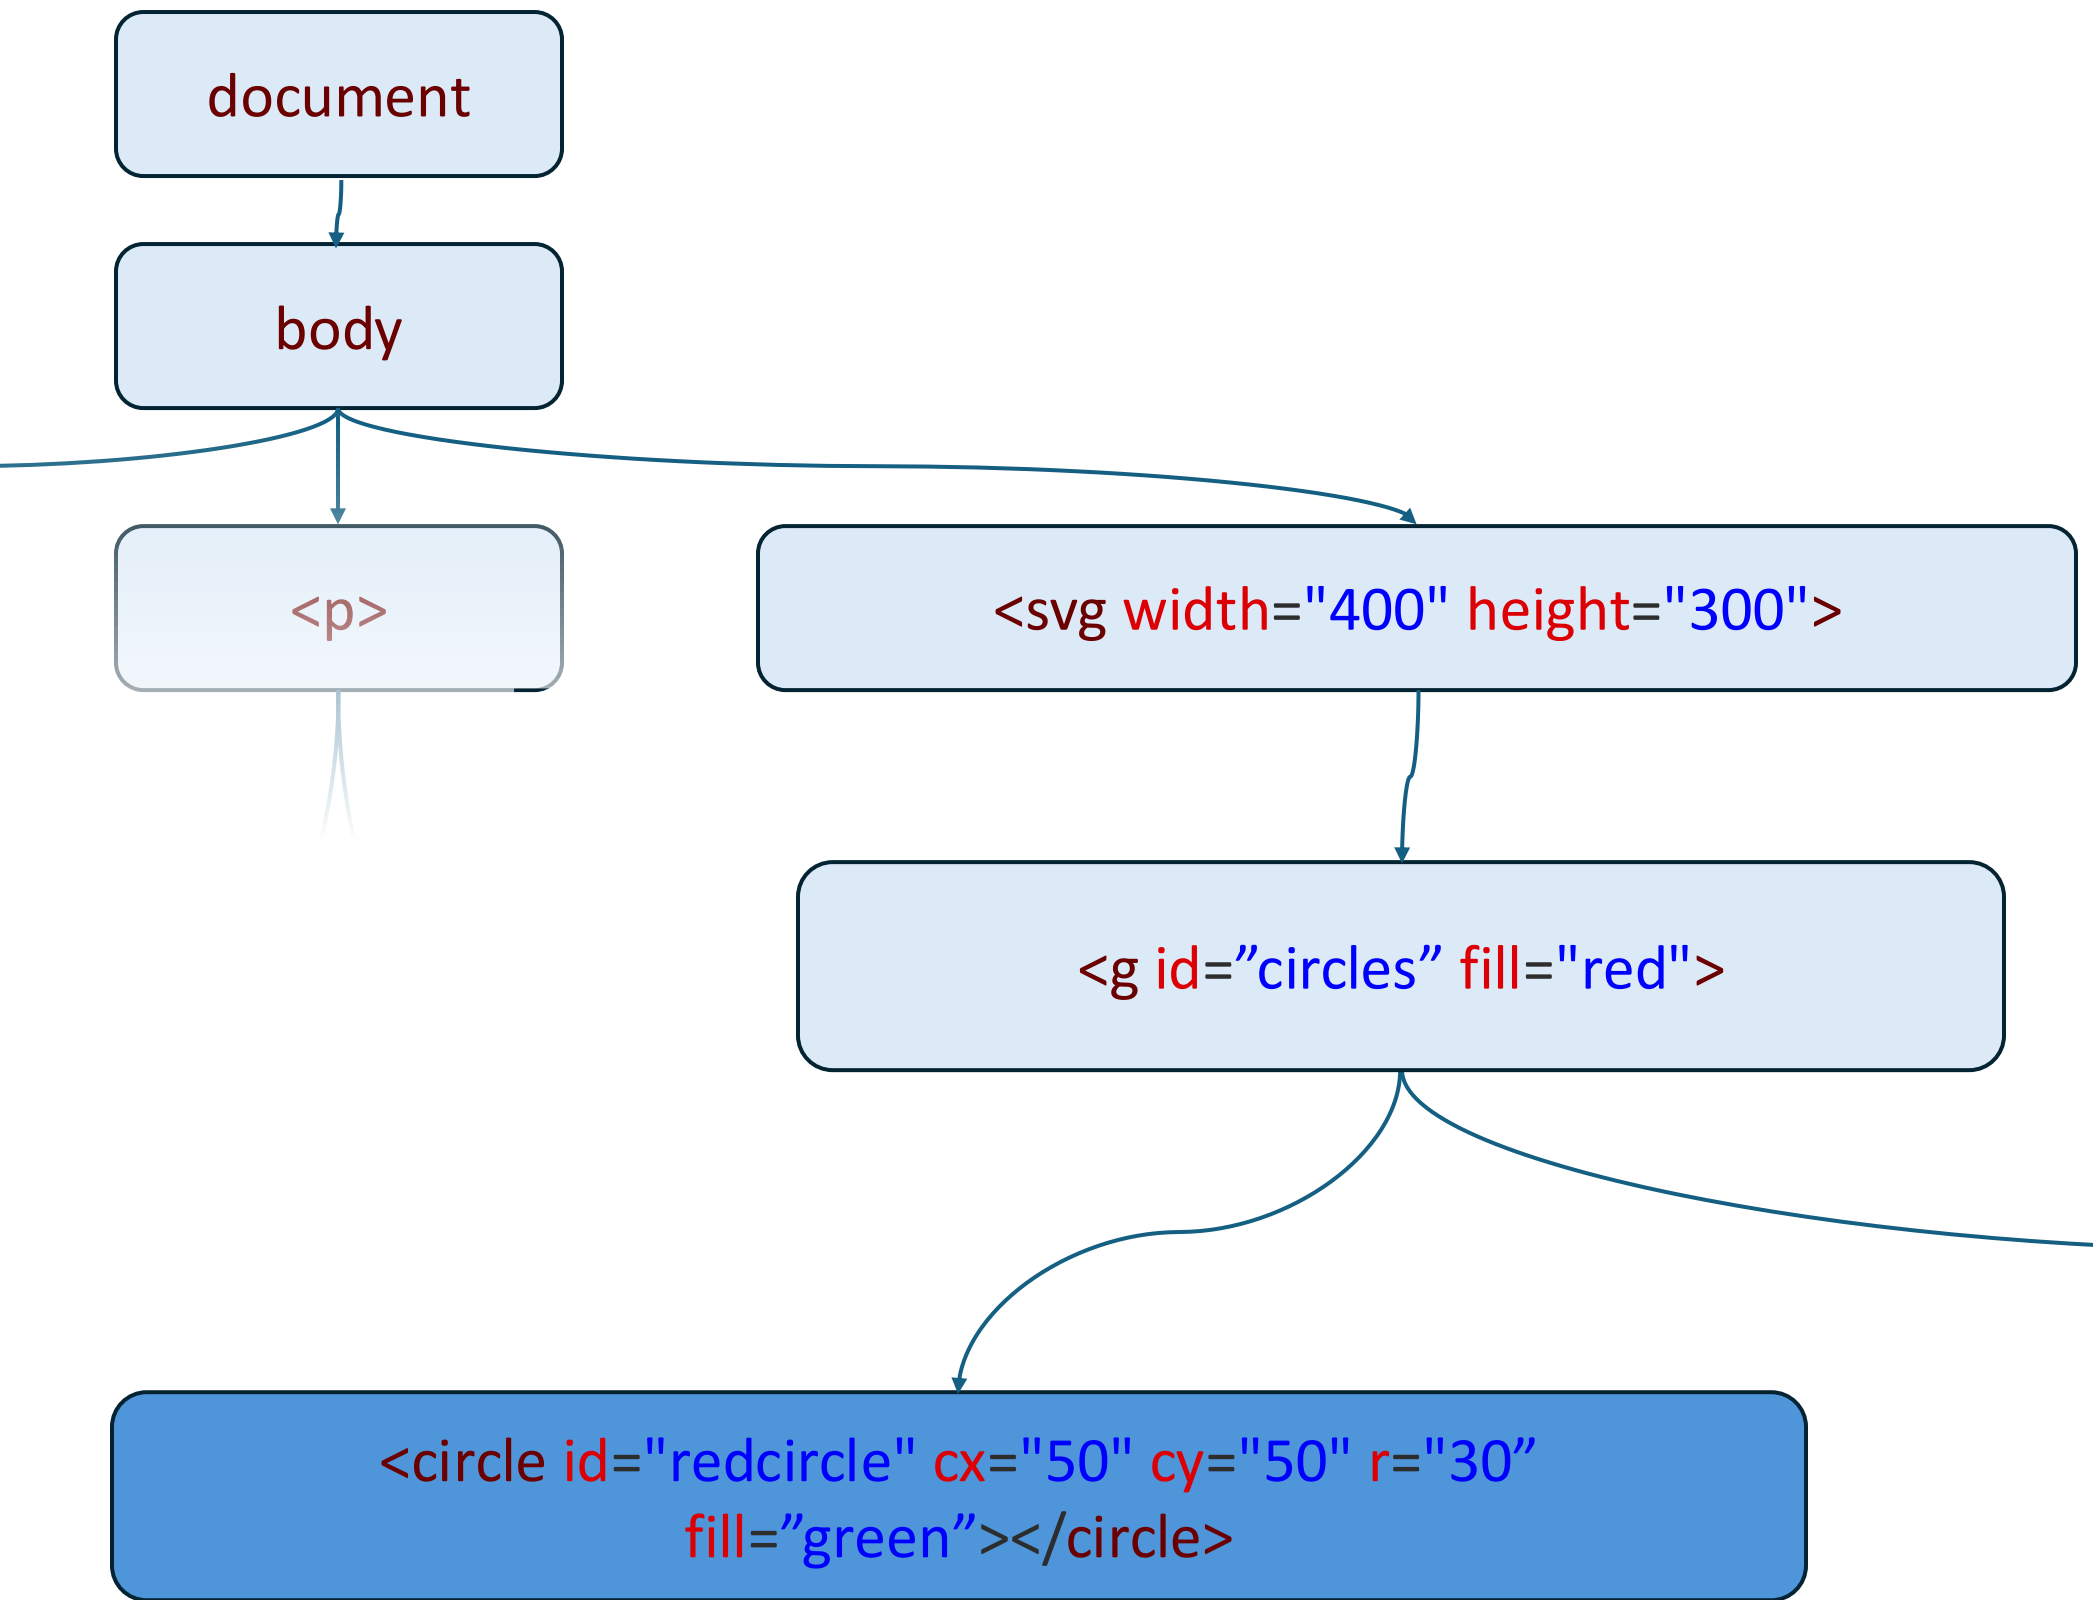 document
body
<p>
<svg width="400" height="300">
<g id=”circles” fill="red">
<circle id="redcircle" cx="50" cy="50" r="30”
fill=”green”></circle>